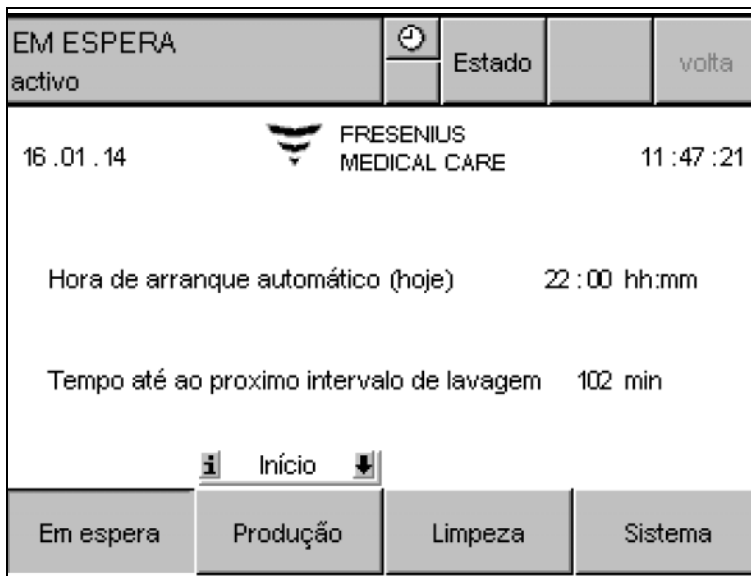 EM ESPERA
activo
Estado
volta
16 .01 .14
FRESENIUS
MEDICAL CARE
11 :47 :21
Hora de arranque automático (hoje) 22 : 00 hh:mm
Tempo até ao proximo intervalo de lavagem 102 min
i Início
Em espera
Produção
Limpeza
Sistema